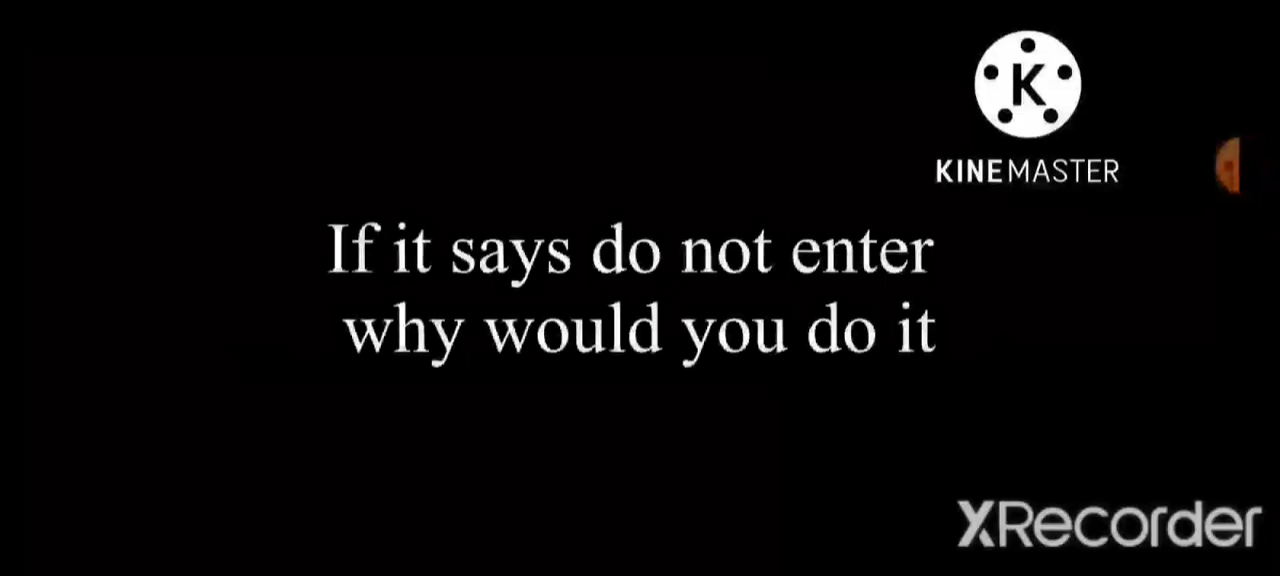 K
KINEMASTER
If it says do not enter
why would you do it
XRecorder